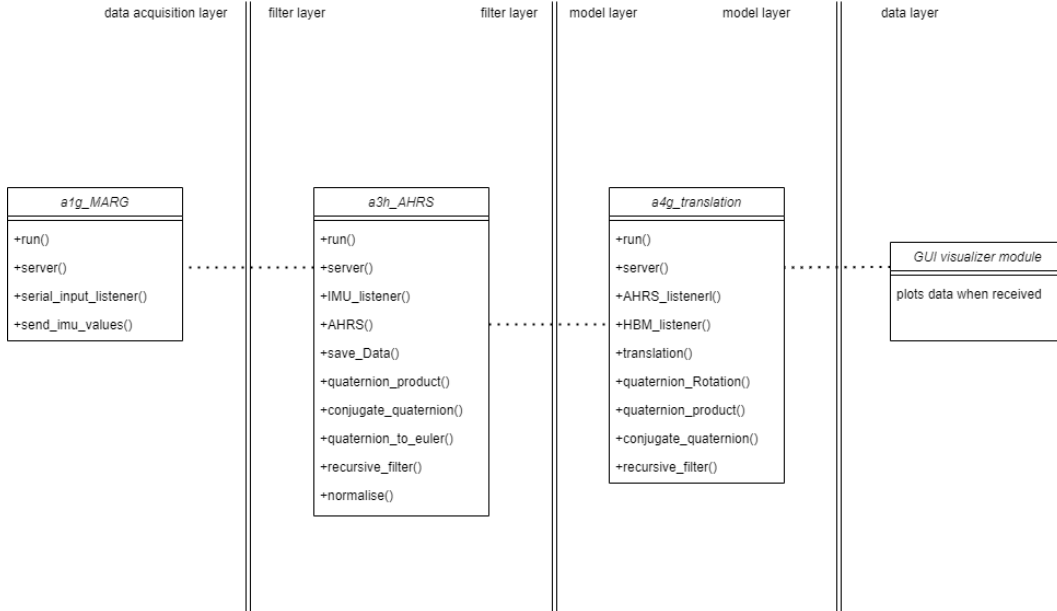 data acquisition layer
filter layer
filter layer
model layer
model layer
data layer
a1g_MARG
+run()
+server()
+serial_input_listener()
+send_imu_values()
a3h_AHRS
+run()
+server()
+IMU_listener()
+AHRS()
+save_Data()
+quaternion_product()
+conjugate_quaternion()
+quaternion_to_euler()
+recursive_filter()
+normalise()
a4g_translation
+run()
+server()
+AHRS_listenerl()
+HBM_listener()
+translation()
+quaternion_Rotation()
+quaternion_product()
+conjugate_quaternion()
+recursive_filter()
GUI visualizer module
plots data when received